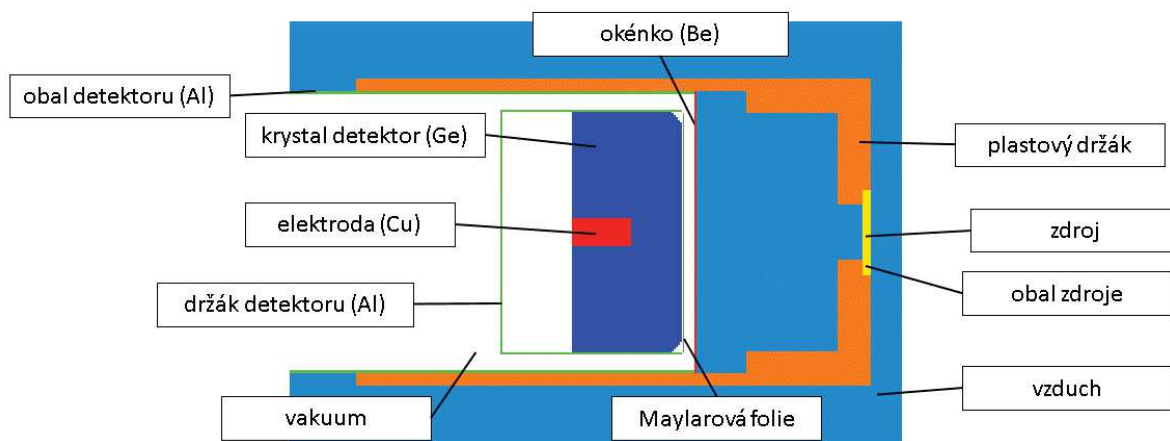 okénko (Be)
obal detektoru (Al)
krystal detektor (Ge)
plastový držák
elektroda (Cu)
zdroj
držák detektoru (Al)
obal zdroje
vakuum
Maylarová folie
vzduch